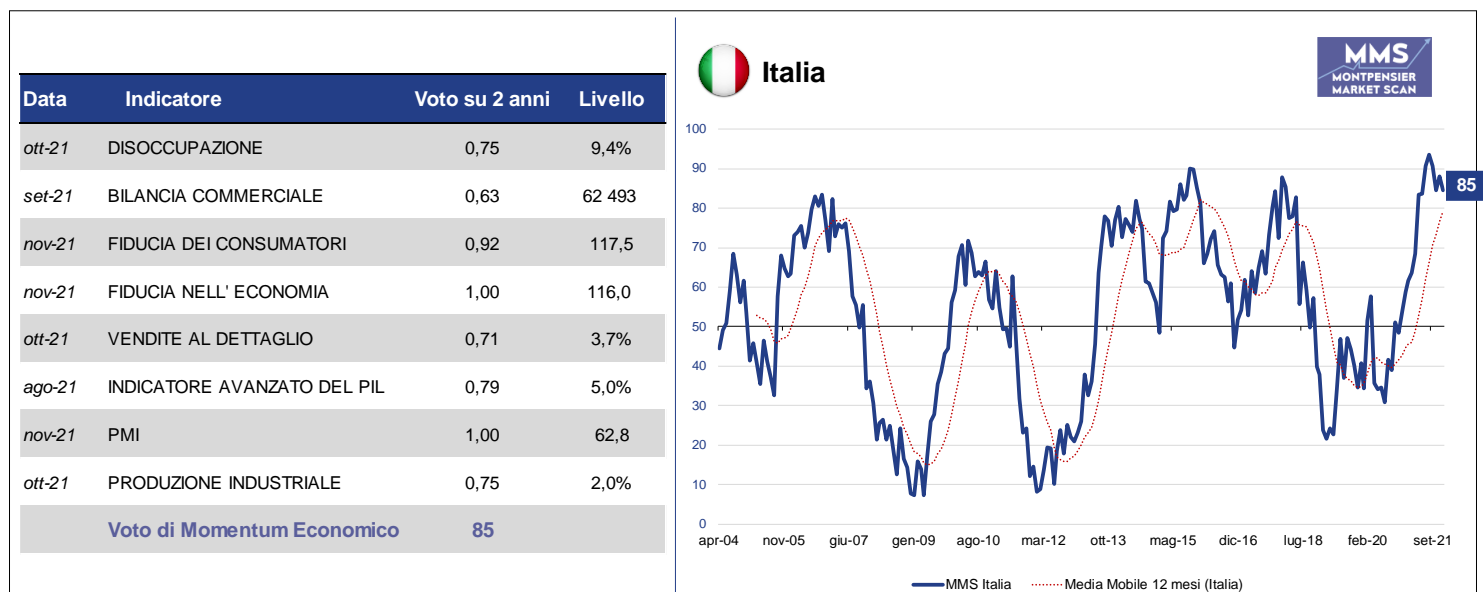 Data Indicatore Voto su 2 anni Livello
ott-21 DISOCCUPAZIONE 0,75 9,4%
set-21 BILANCIA COMMERCIALE 0,63 62 493
nov-21 FIDUCIA DEI CONSUMATORI 0,92 117,5
nov-21 FIDUCIA NELL' ECONOMIA 1,00 116,0
ott-21 VENDITE AL DETTAGLIO 0,71 3,7%
ago-21 INDICATORE AVANZATO DEL PIL 0,79 5,0%
nov-21 PMI 1,00 62,8
ott-21 PRODUZIONE INDUSTRIALE 0,75 2,0%
Voto di Momentum Economico 85
Italia
MMS
MONTPENSIER
MARKET SCAN
100
90
80
70
60
50
40
30
20
10
0
85
apr-04 nov-05 giu-07 gen-09 ago-10 mar-12 ott-13 mag-15 dic-16 lug-18 feb-20 set-21
MMS Italia Media Mobile 12 mesi (Italia)